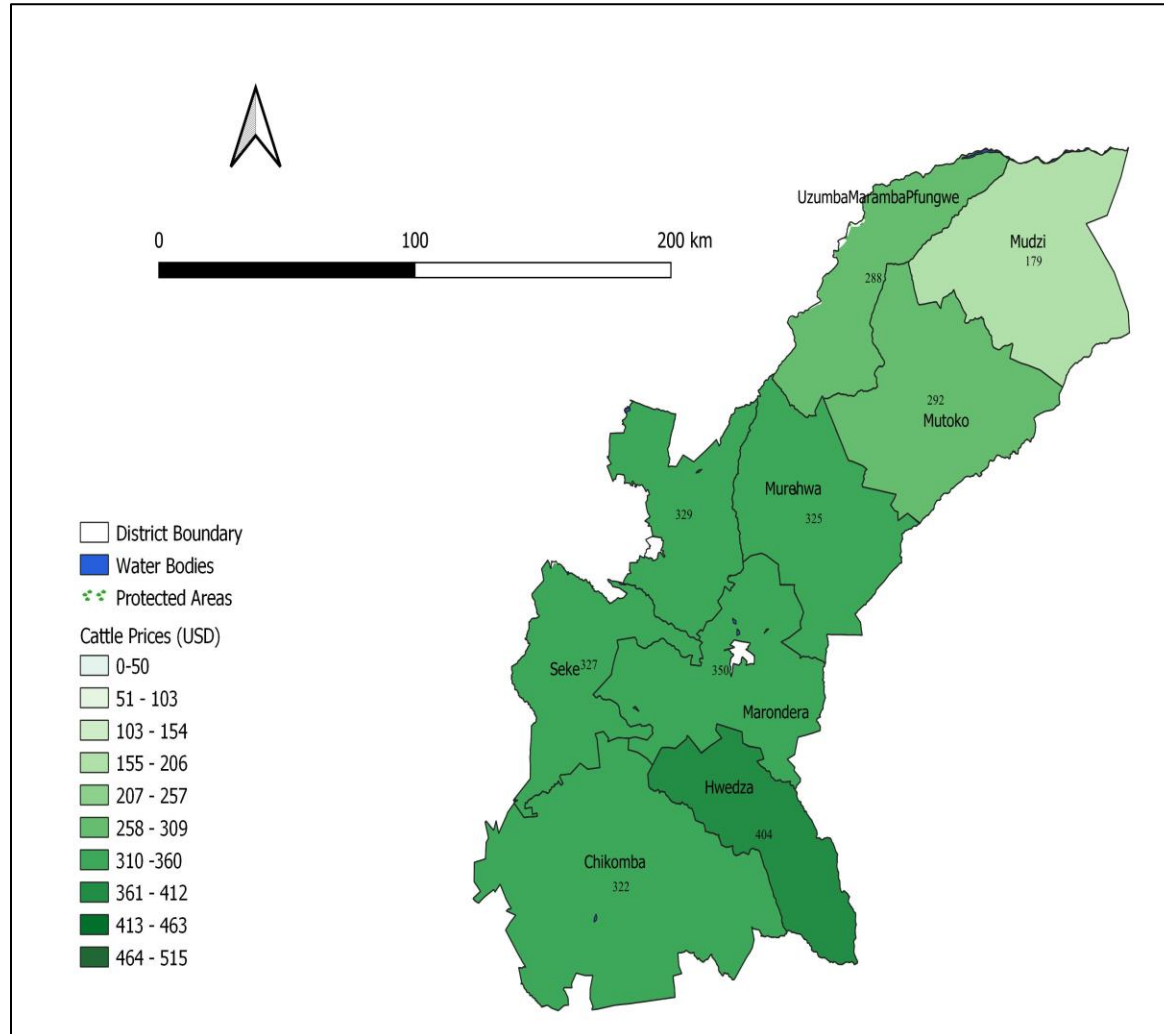 0 100 200 km
UzumbaMarambaPfungwe
Mudzi
179
288
292
Mutoko
Murehwa
325
329
Seke 327
350
Marondera
Hwedza
404
Chikomba
322
District Boundary
Water Bodies
Protected Areas
Cattle Prices (USD)
0-50
51 - 103
103 - 154
155 - 206
207 - 257
258 - 309
310 -360
361 - 412
413 - 463
464 - 515